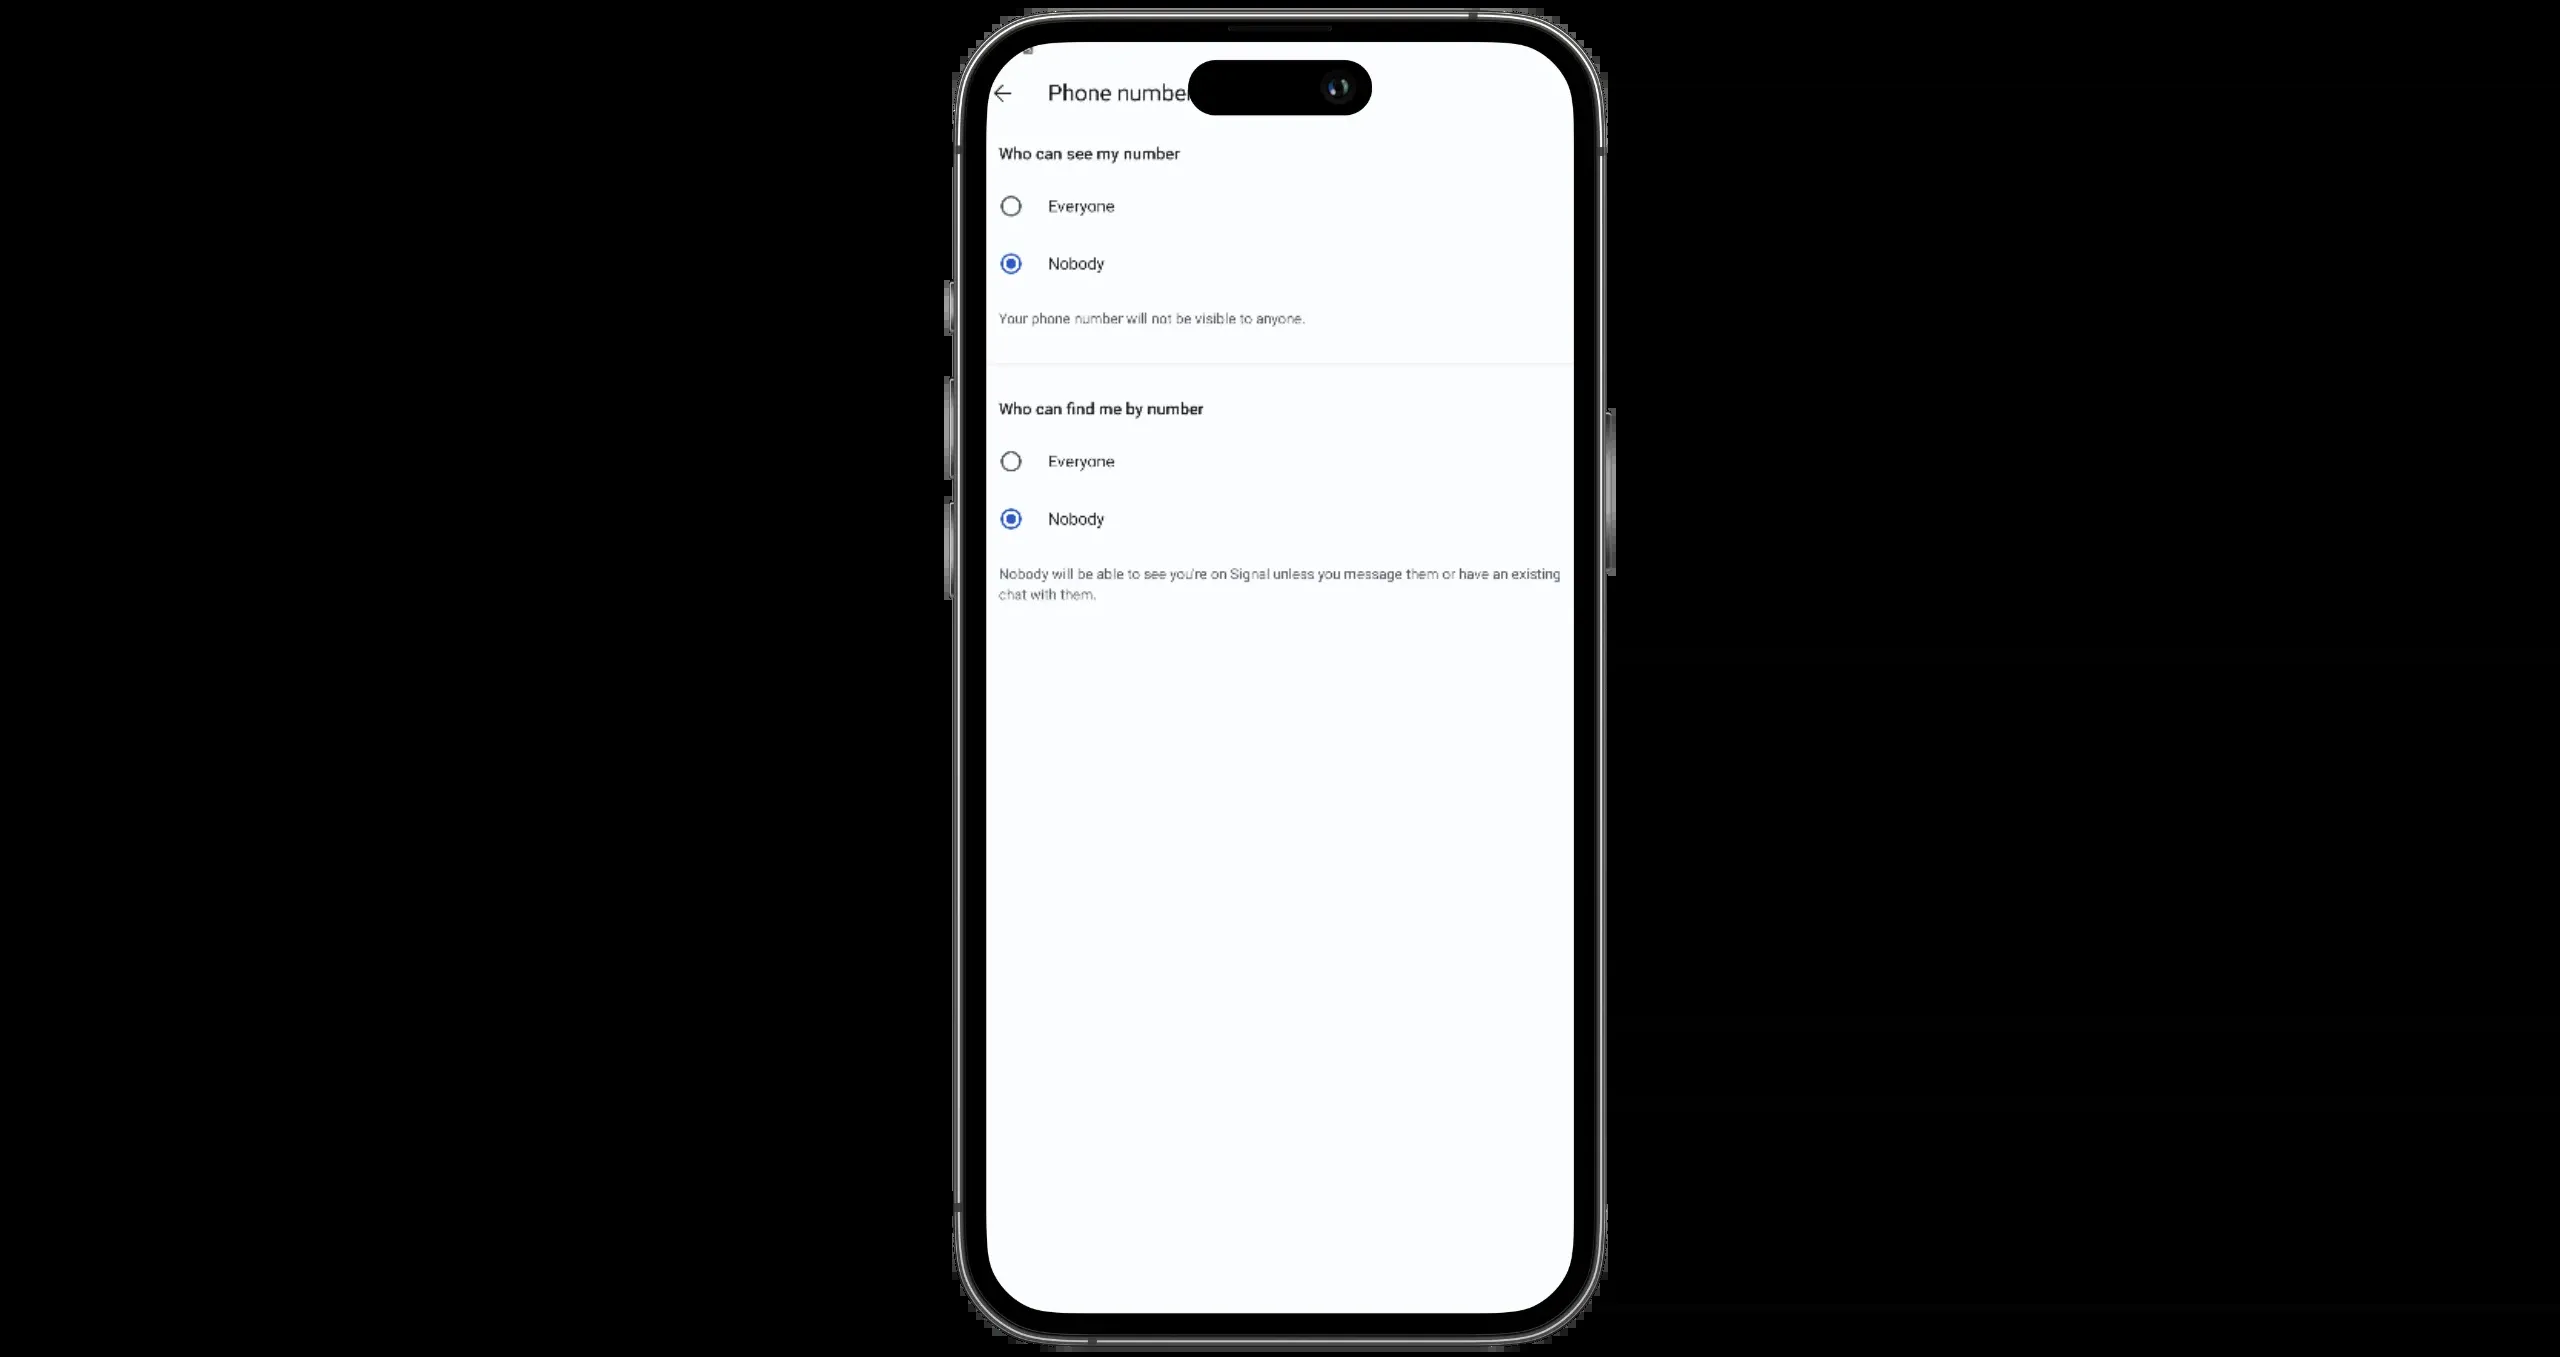 Phone number
Who can see my number
Everyone
Nobody
Your phone number will not be visible to anyone.
Who can find me by number
Everyone
Nobody
Nobody will be able to see you're on Signal unless you message them or have an existing
chat with them.